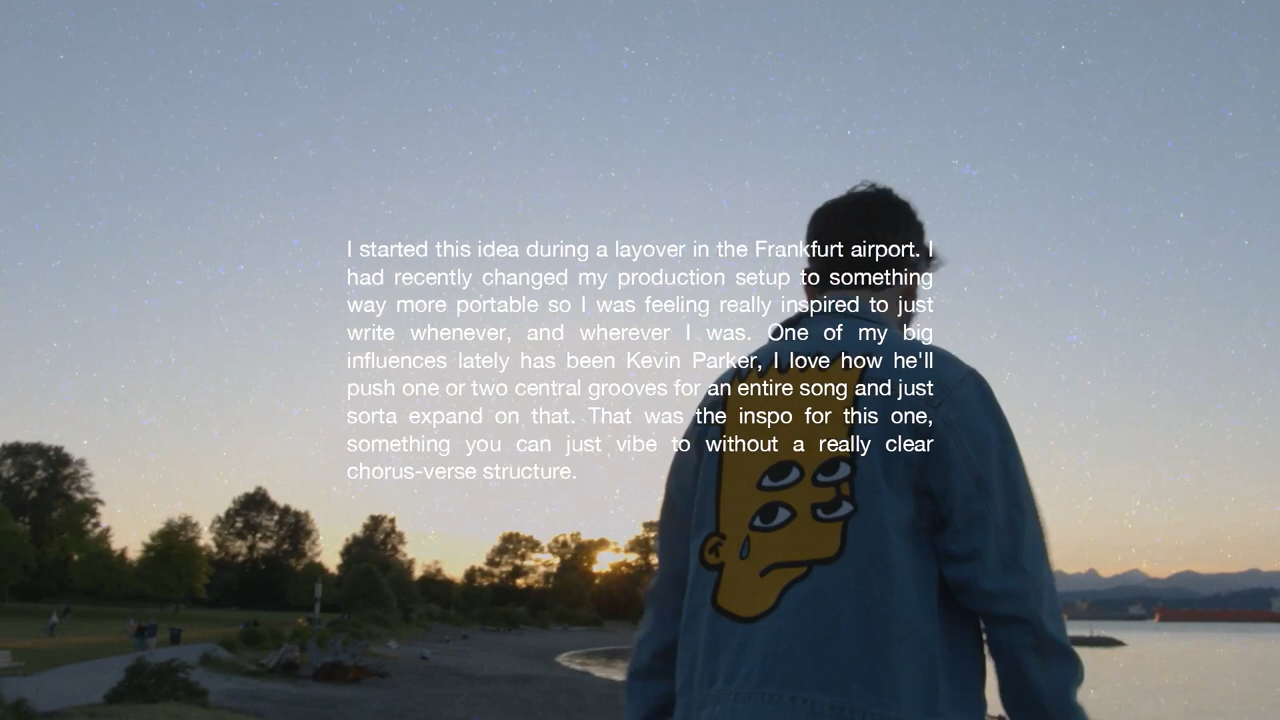 I started this idea during a layover in the Frankfurt airport. I
had recently changed my production setup to something
way more portable so I was feeling really inspired to just
write whenever, and wherever I was. One of my big
influences lately has been Kevin Parker, I love how he'll
push one or two central grooves for an entire song and just
sorta expand on that. That was the inspo for this one,
something you can just vibe to without a really clear
chorus-verse structure.